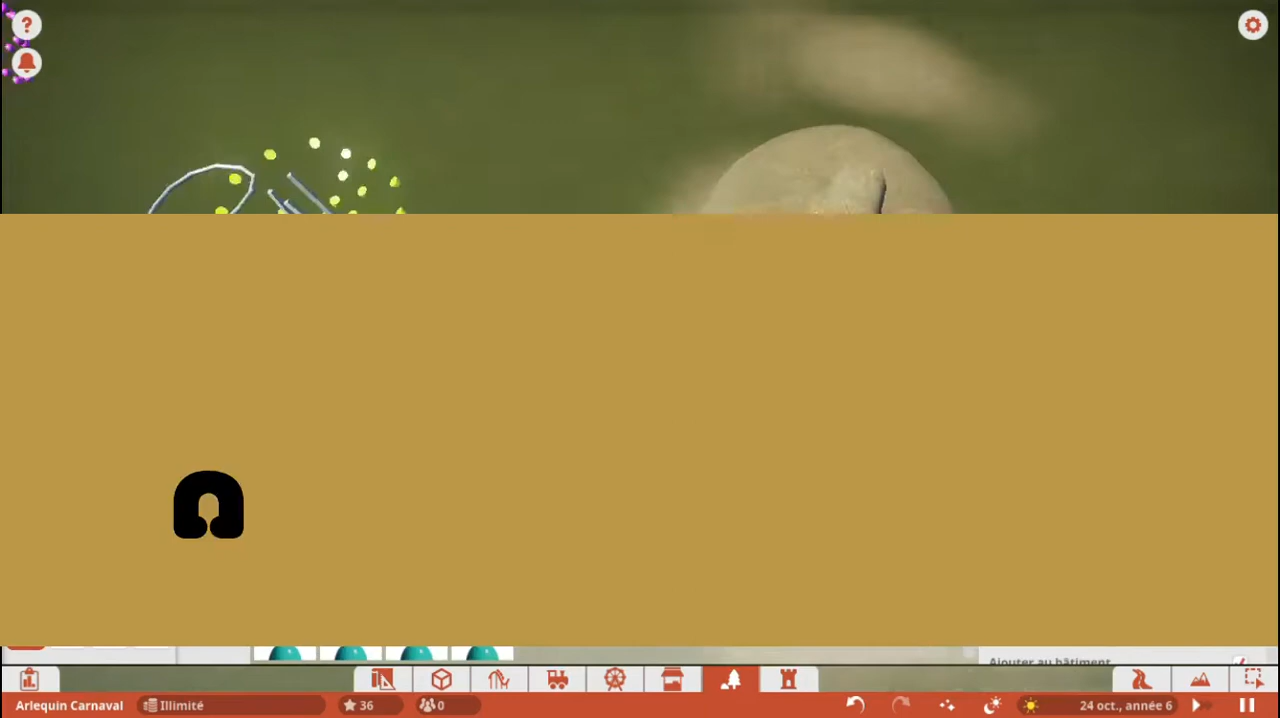 ?
Ajouter au bâtiment
Arlequin Carnaval
Illimité
36
0
24 oct., année 6